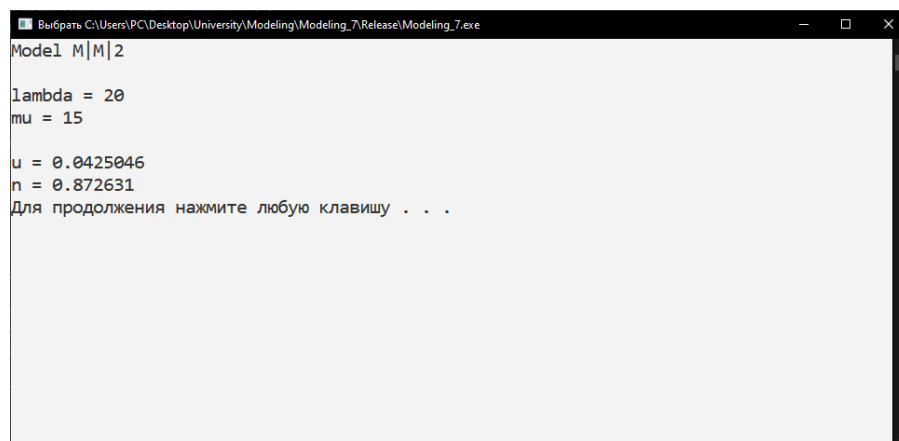 Выбрать C:\Users\PC\Desktop\University\Modeling\Modeling_7\Release\Modeling_7.exe
Model M|M|2
lambda = 20
mu = 15
u = 0.0425046
n = 0.872631
Для продолжения нажмите любую клавишу . . .